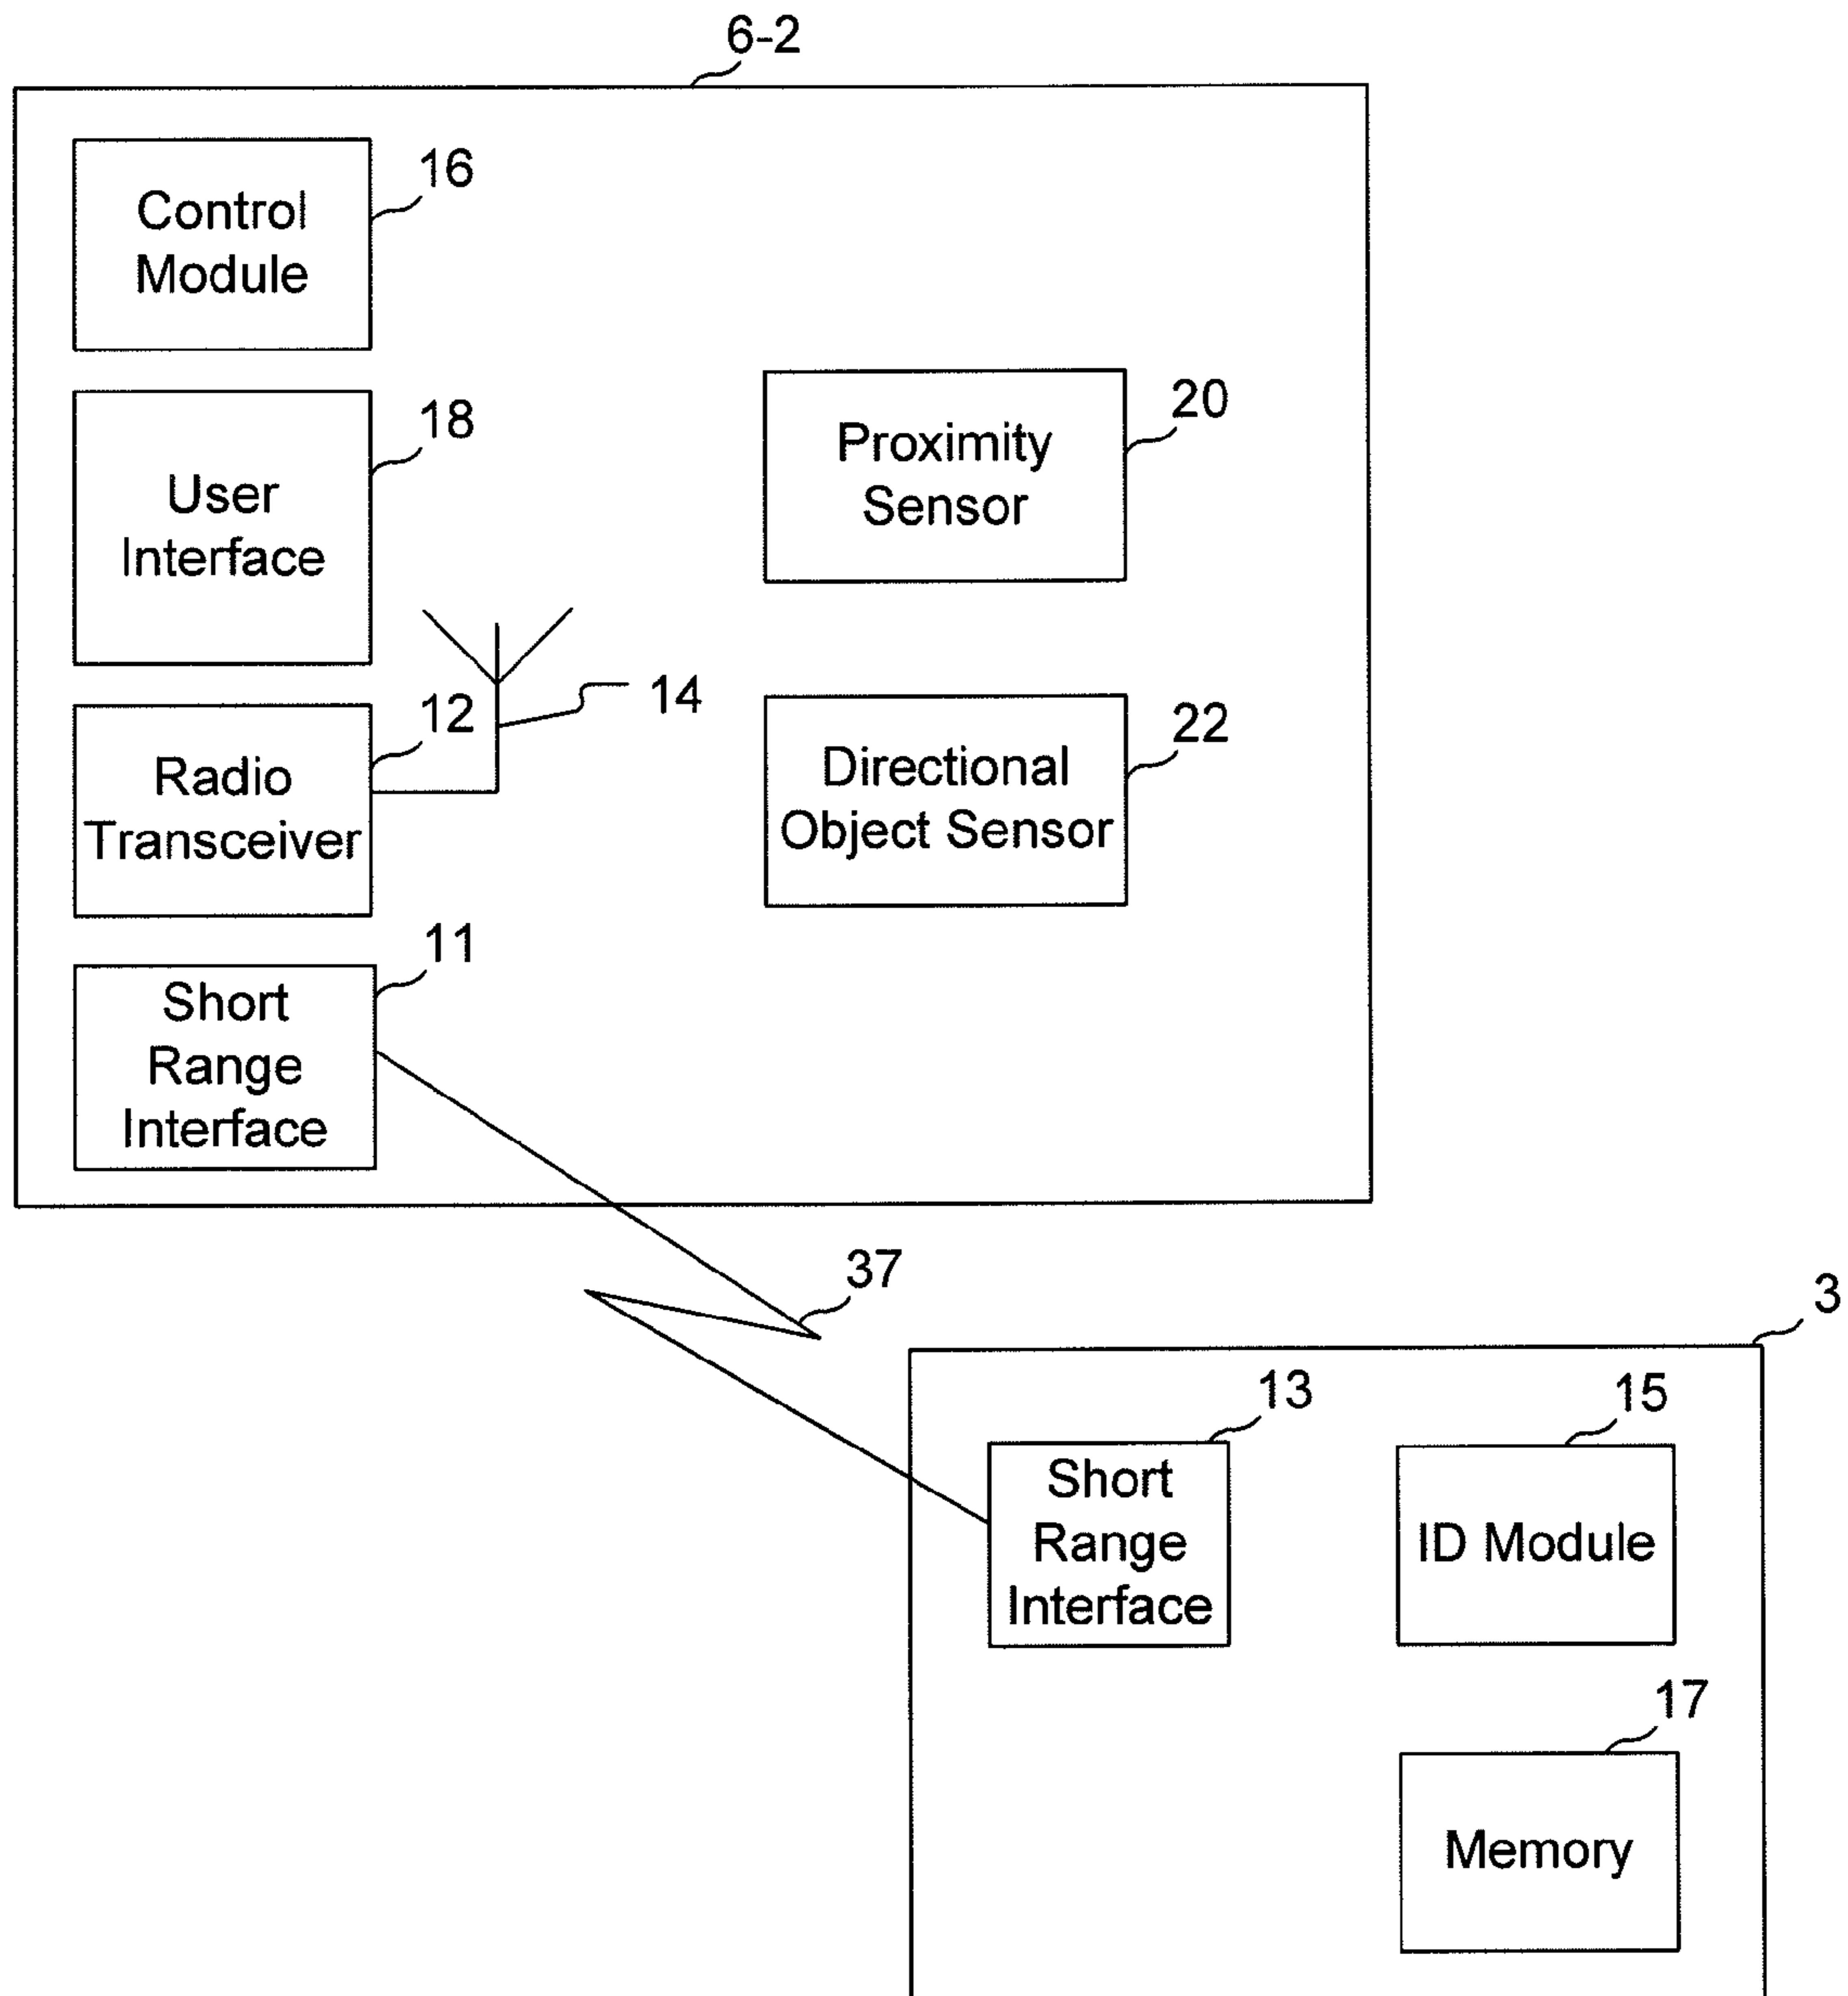 6-2
16
Control
Module
18
User
Interface
20
Proximity
Sensor
12
14
Radio
Transceiver
22
Directional
Object Sensor
11
Short
Range
Interface
37
3
13
Short
Range
Interface
15
ID Module
17
Memory